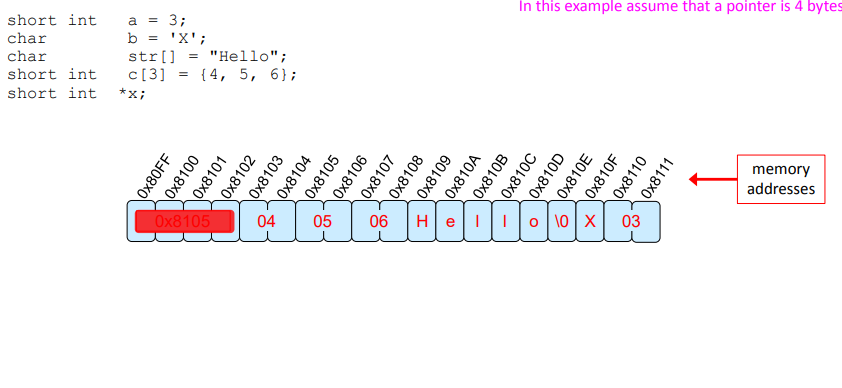 In this example assume that a pointer is 4 bytes
short int a = 3;
char b = 'X';
char str[] = "Hello";
short int c[3] = {4, 5, 6};
short int *x;
0x80FF 0x8100 0x8101 0x8102 0x8103 0x8104 0x8105 0x8106 0x8107 0x8108 0x8109 0x810A 0x810B 0x810C 0x810D 0x810E 0x810F 0x8110 0x8111
memory
addresses
0x8105 04 05 06 H e l l o \0 X 03